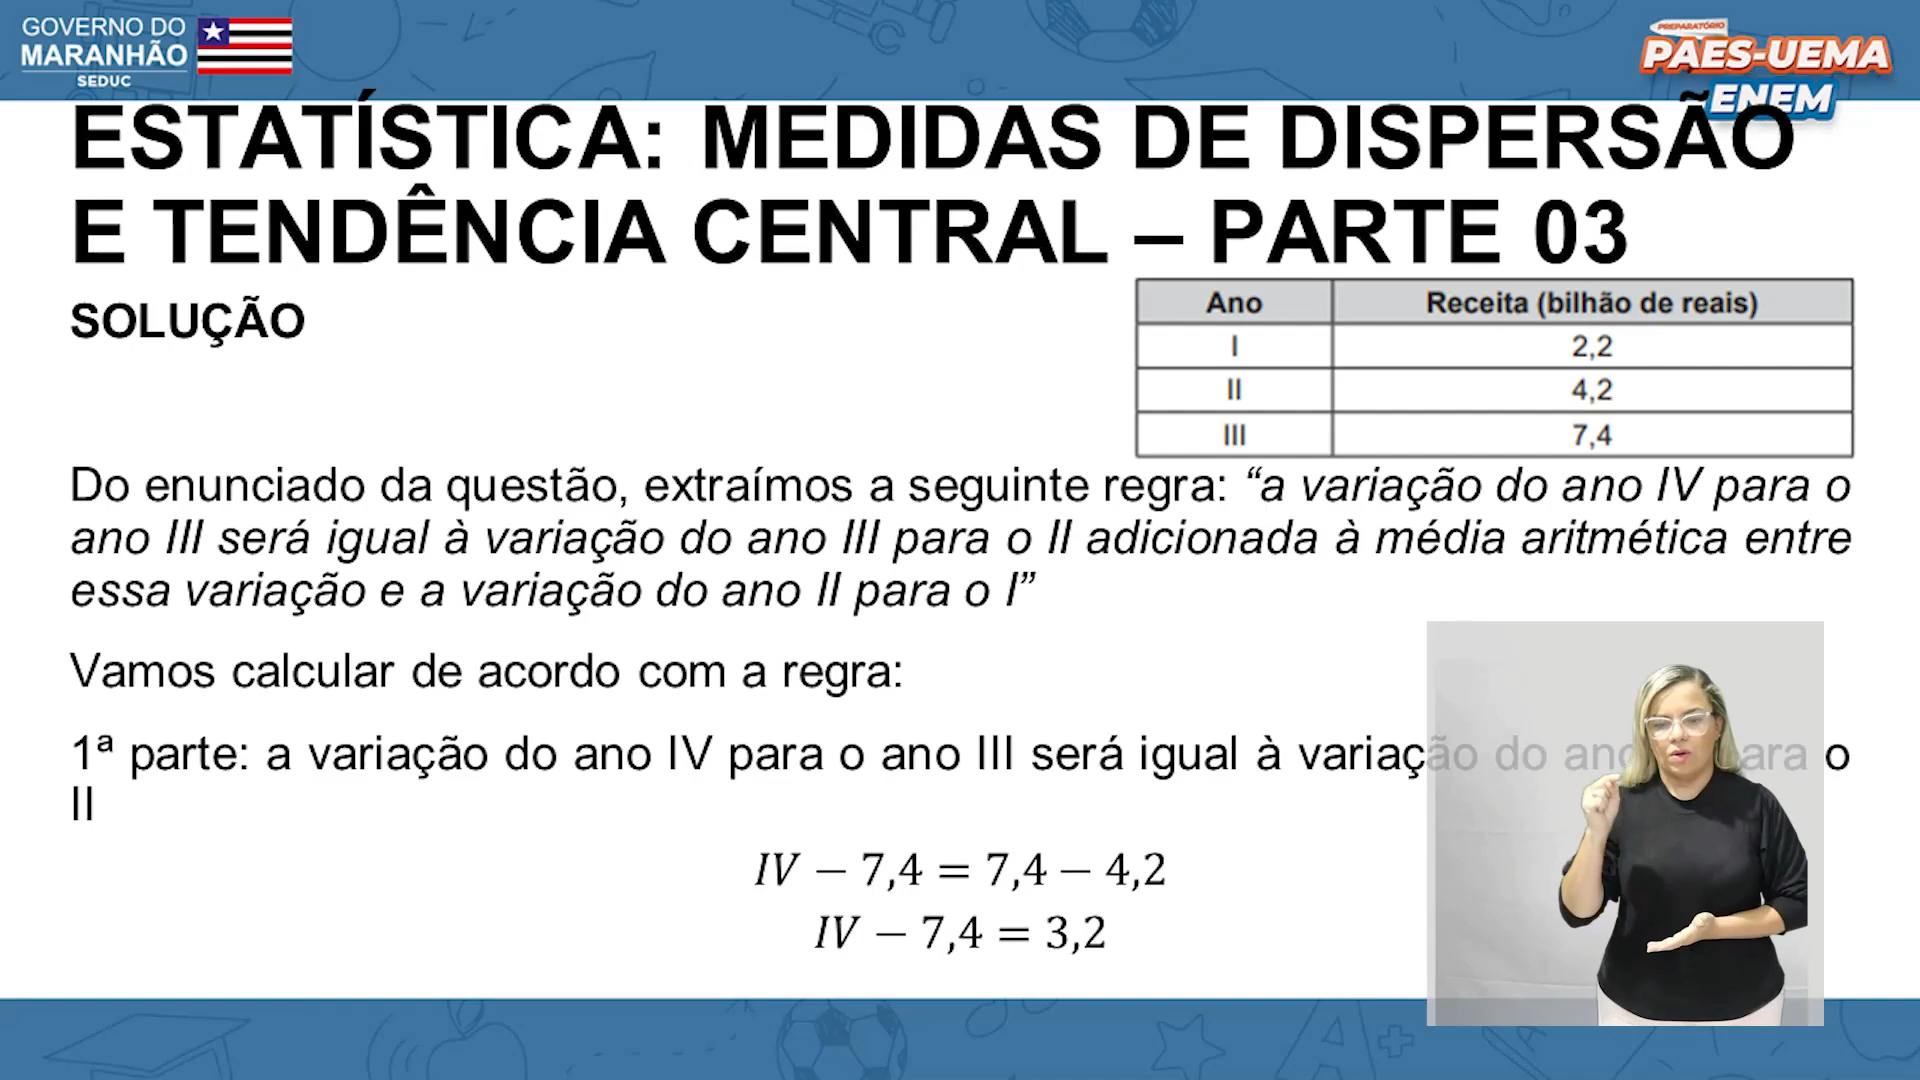 GOVERNO DO
MARANHÃO
SEDUC
PREPARATÓRIO
PAES-UEMA
ENEM
ESTATÍSTICA: MEDIDAS DE DISPERSÃO
E TENDÊNCIA CENTRAL – PARTE 03
SOLUÇÃO
Ano Receita (bilhão de reais)
I 2,2
II 4,2
III 7,4
Do enunciado da questão, extraímos a seguinte regra: “a variação do ano IV para o
ano III será igual à variação do ano III para o II adicionada à média aritmética entre
essa variação e a variação do ano II para o I”
Vamos calcular de acordo com a regra:
1ª parte: a variação do ano IV para o ano III será igual à variação do ano para o
II
IV − 7,4 = 7,4 − 4,2
IV − 7,4 = 3,2